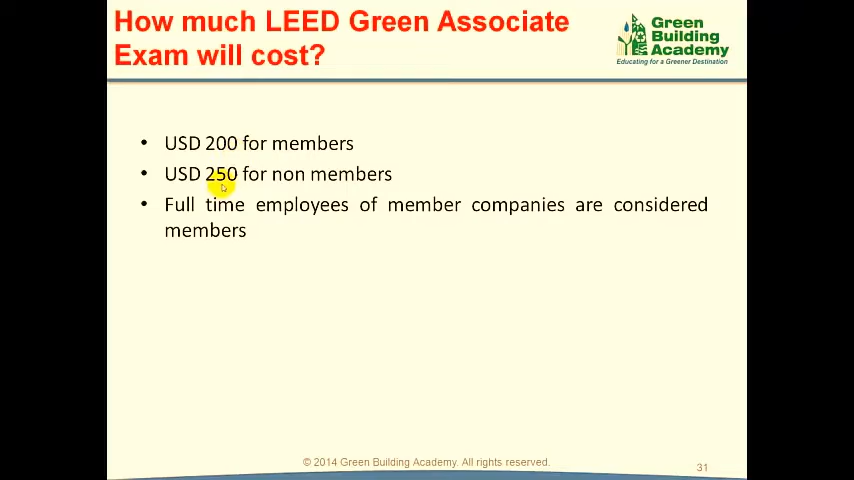 How much LEED Green Associate
Exam will cost?
Green
Building
Academy
Educating for a Greener Destination
• USD 200 for members
• USD 250 for non members
• Full time employees of member companies are considered
members
© 2014 Green Building Academy. All rights reserved.
31